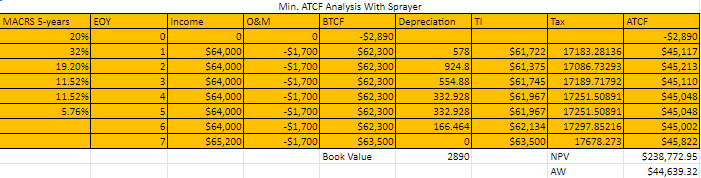 Min. ATCF Analysis With Sprayer
MACRS 5-years EOY Income O&M BTCF Depreciation TI Tax ATCF
20% 0 0 0 -$2,890 -$2,890
32% 1 $64,000 -$1,700 $62,300 578 $61,722 17183.28136 $45,117
19.20% 2 $64,000 -$1,700 $62,300 924.8 $61,375 17086.73293 $45,213
11.52% 3 $64,000 -$1,700 $62,300 554.88 $61,745 17189.71792 $45,110
11.52% 4 $64,000 -$1,700 $62,300 332.928 $61,967 17251.50891 $45,048
5.76% 5 $64,000 -$1,700 $62,300 332.928 $61,967 17251.50891 $45,048
6 $64,000 -$1,700 $62,300 166.464 $62,134 17297.85216 $45,002
7 $65,200 -$1,700 $63,500 0 $63,500 17678.273 $45,822
Book Value 2890 NPV $238,772.95
AW $44,639.32